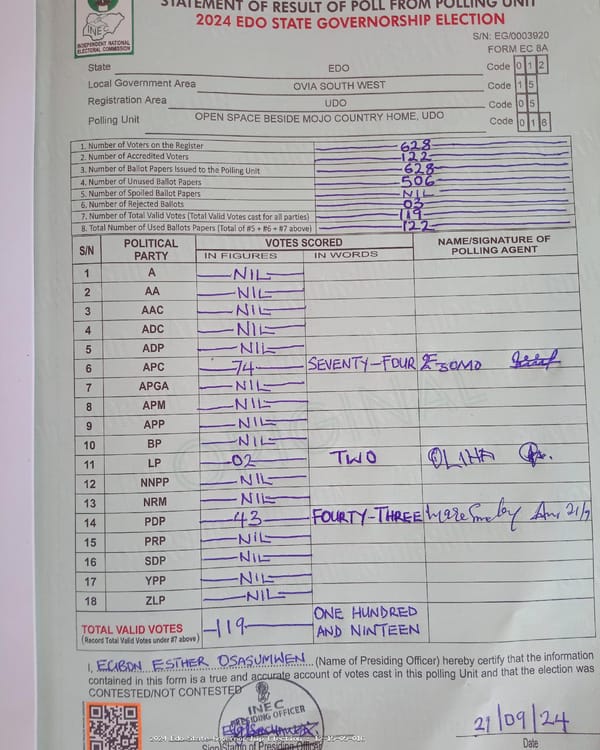 STATEMENT OF RESULT OF POLL FROM POLLING UNIT
2024 EDO STATE GOVERNORSHIP ELECTION
INEC
INDEPENDENT NATIONAL ELECTORAL COMMISSION
S/N: EG/0003920
FORM EC 8A
State EDO Code 0 1 2
Local Government Area OVIA SOUTH WEST Code 1 5
Registration Area UDO Code 0 5
Polling Unit OPEN SPACE BESIDE MOJO COUNTRY HOME, UDO Code 0 1 6
1. Number of Voters on the Register 628
2. Number of Accredited Voters 122
3. Number of Ballot Papers Issued to the Polling Unit 628
4. Number of Unused Ballot Papers 506
5. Number of Spoiled Ballot Papers NIL
6. Number of Rejected Ballots 03
7. Number of Total Valid Votes (Total Valid Votes cast for all parties) 119
8. Total Number of Used Ballots Papers (Total of #5 + #6 + #7 above) 122
S/N POLITICAL PARTY VOTES SCORED NAME/SIGNATURE OF POLLING AGENT
IN FIGURES IN WORDS
1 A NIL
2 AA NIL
3 AAC NIL
4 ADC NIL
5 ADP NIL
6 APC 74 SEVENTY-FOUR
7 APGA NIL
8 APM NIL
9 APP NIL
10 BP NIL
11 LP 02 TWO OLIHA
12 NNPP NIL
13 NRM NIL
14 PDP 43 FOURTY-THREE
15 PRP NIL
16 SDP NIL
17 YPP NIL
18 ZLP NIL
ORIGINAL
TOTAL VALID VOTES 119 ONE HUNDRED AND NINTEEN
(Record Total Valid Votes under #7 above)
I, EGIBON ESTHER OSASUMWEN (Name of Presiding Officer) hereby certify that the information
contained in this form is a true and accurate account of votes cast in this polling Unit and that the election was
CONTESTED/NOT CONTESTED
INEC
PRESIDING OFFICER
21/09/24
Date
Sign/Stamp of Presiding Officer